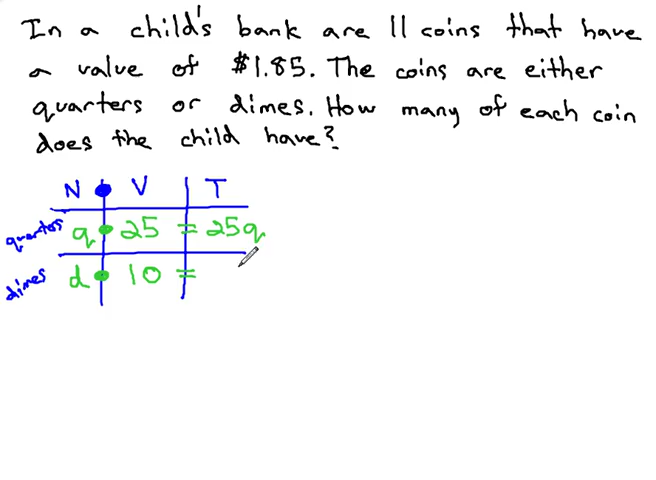 In a child's bank are 11 coins that have
a value of $1.85. The coins are either
quarters or dimes. How many of each coin
does the child have?
N • V T
quarters q • 25 = 25q
dimes d • 10 =